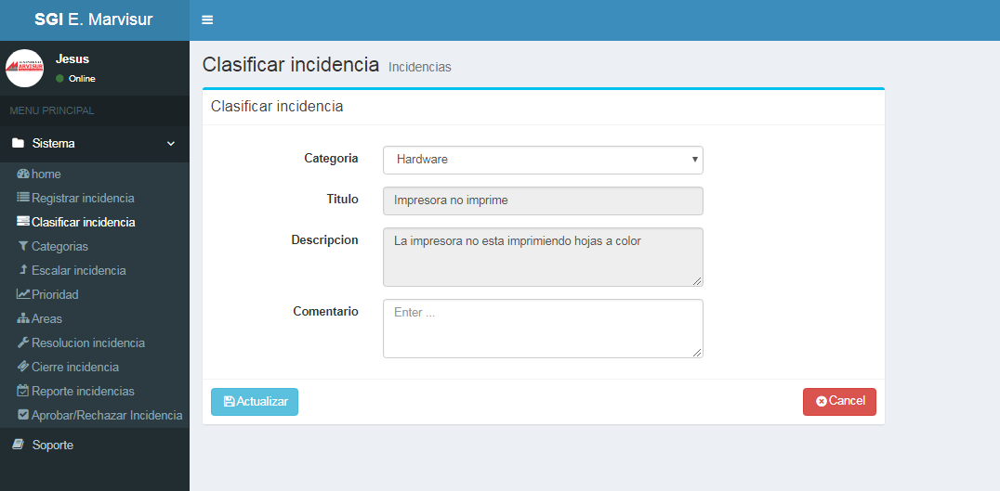 SGI E. Marvisur
MARVISUR
Jesus
Online
MENU PRINCIPAL
Sistema
home
Registrar incidencia
Clasificar incidencia
Categorias
Escalar incidencia
Prioridad
Areas
Resolucion incidencia
Cierre incidencia
Reporte incidencias
Aprobar/Rechazar Incidencia
Soporte
Clasificar incidencia Incidencias
Clasificar incidencia
Categoria Hardware
Titulo Impresora no imprime
Descripcion La impresora no esta imprimiendo hojas a color
Comentario Enter ...
Actualizar Cancel